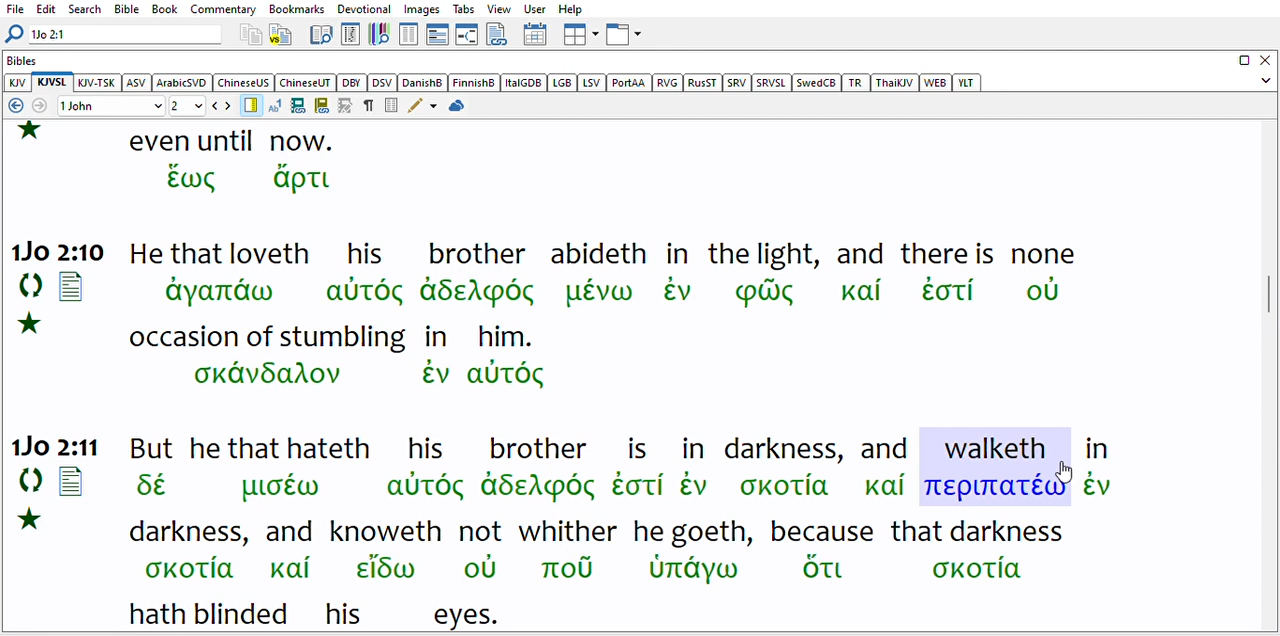 File Edit Search Bible Book Commentary Bookmarks Devotional Images Tabs View User Help
1Jo 2:1
Bibles
KJV KJVSL KJV-TSK ASV ArabicSVD ChineseUS ChineseUT DBY DSV DanishB FinnishB ItalGDB LGB LSV PortAA RVG RusST SRV SRVSL SwedCB TR ThaiKJV WEB YLT
1 John 2
even until now.
ἕως ἄρτι
1Jo 2:10 He that loveth his brother abideth in the light, and there is none
ἀγαπάω αὐτός ἀδελφός μένω ἐν φῶς καί ἐστί οὐ
occasion of stumbling in him.
σκάνδαλον ἐν αὐτός
1Jo 2:11 But he that hateth his brother is in darkness, and walketh in
δέ μισέω αὐτός ἀδελφός ἐστί ἐν σκοτία καί περιπατέω ἐν
darkness, and knoweth not whither he goeth, because that darkness
σκοτία καί εἴδω οὐ ποῦ ὑπάγω ὅτι σκοτία
hath blinded his eyes.